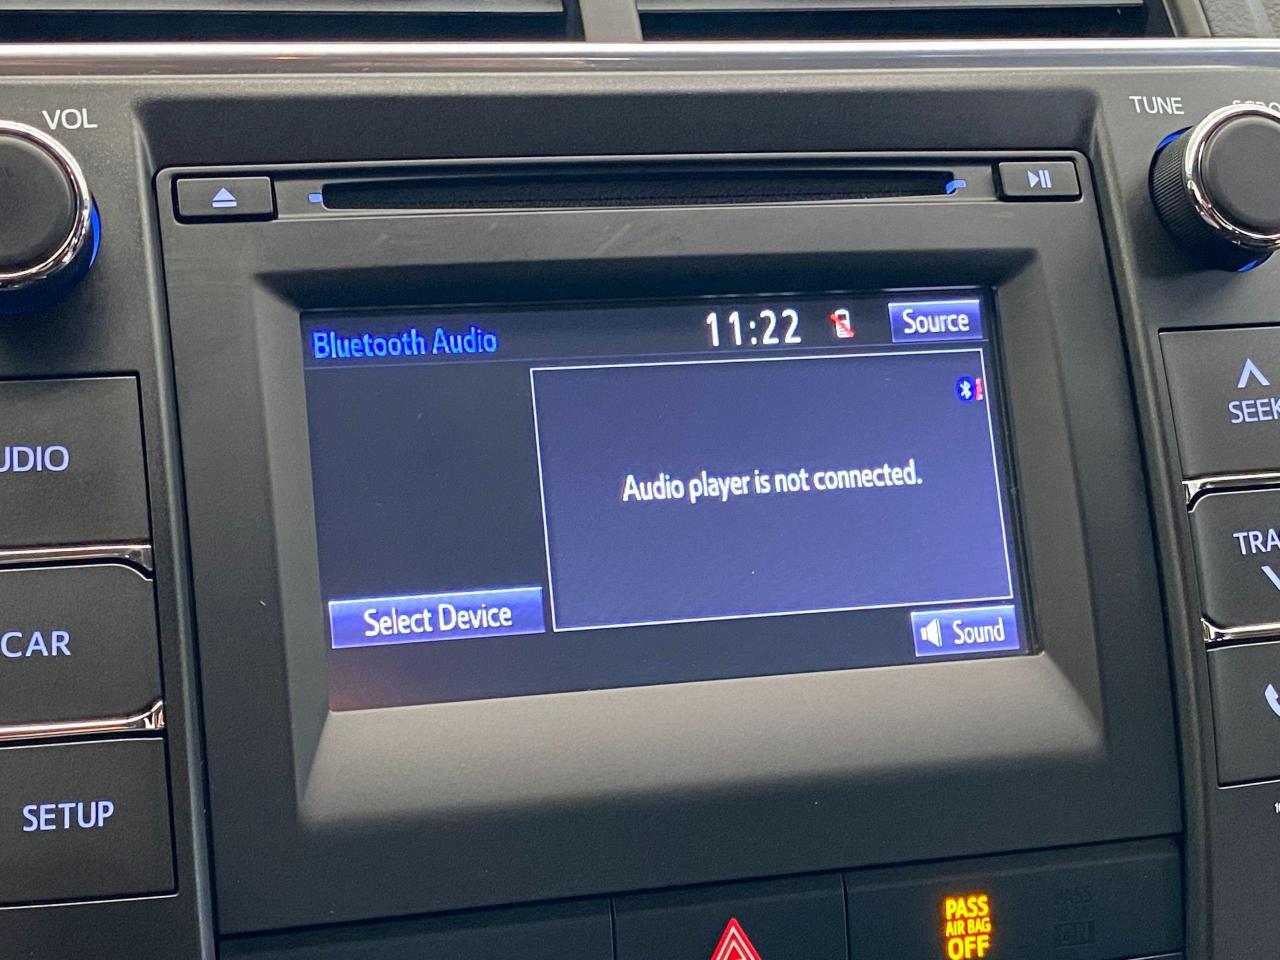 VOL
TUNE
Bluetooth Audio
11:22
Source
SEEK
UDIO
Audio player is not connected.
TRA
Select Device
Sound
CAR
SETUP
PASS
AIR BAG
OFF
PASS